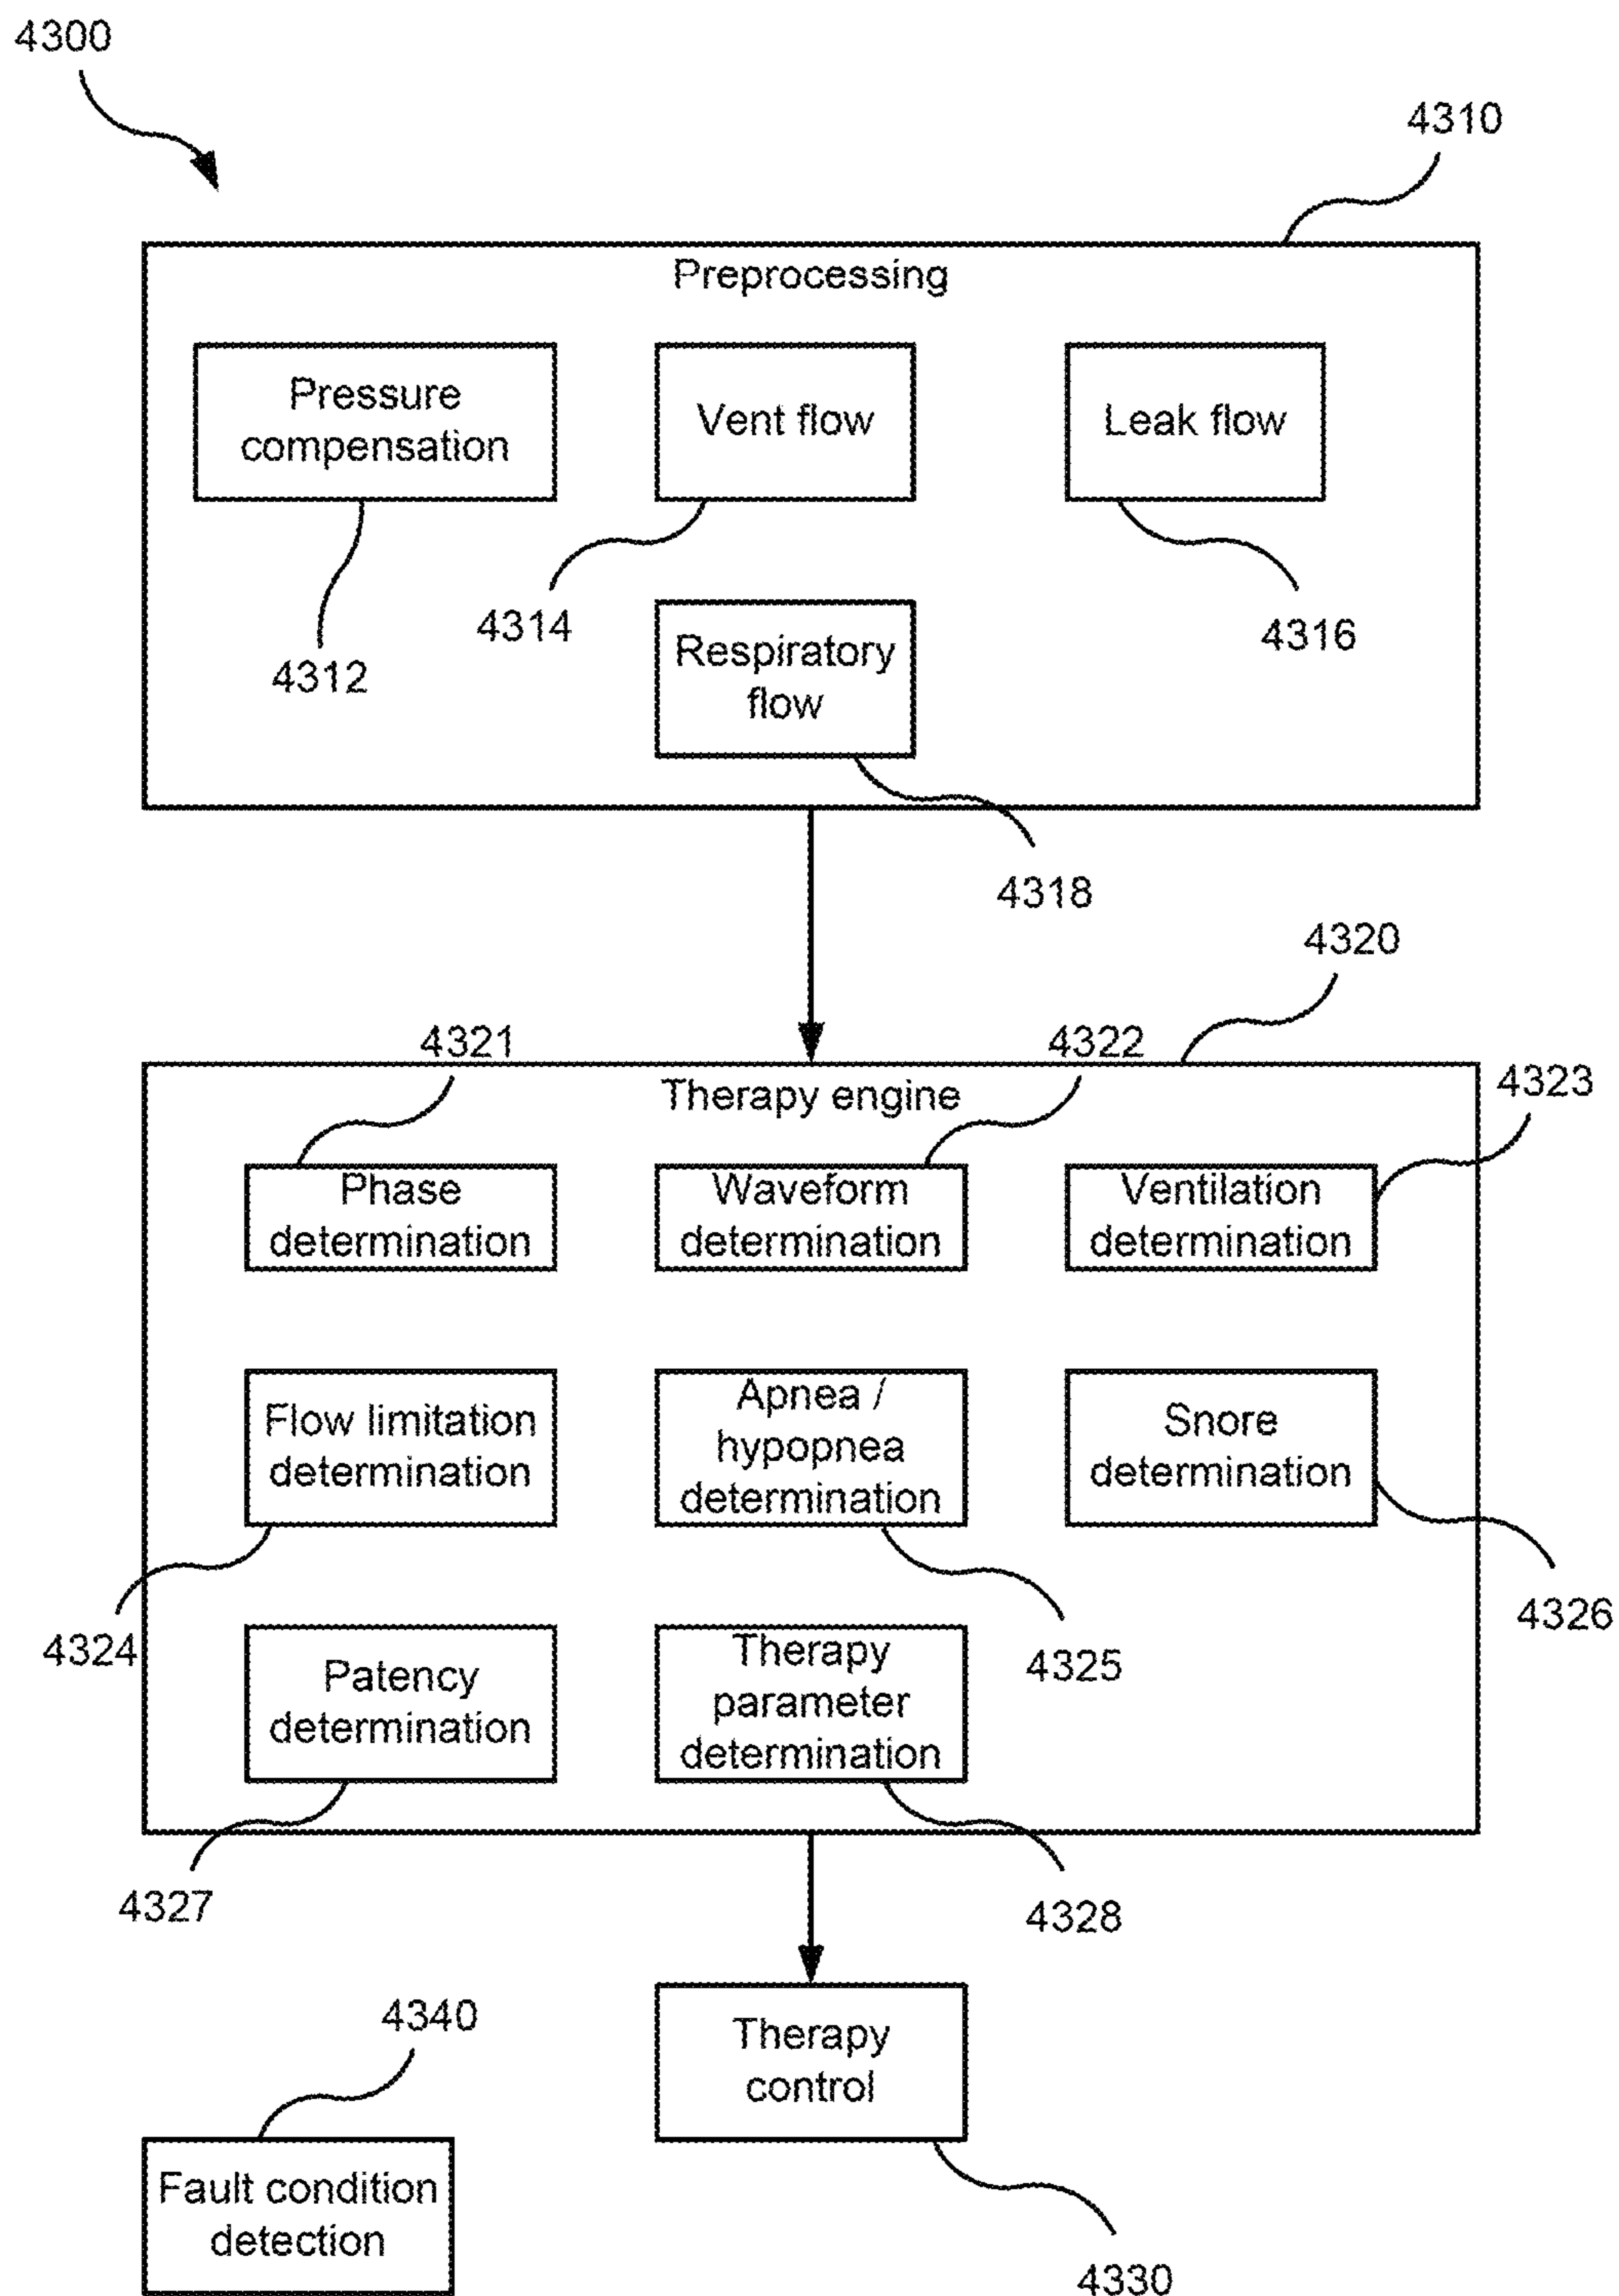 4300
4310
Preprocessing
Pressure
compensation
Vent flow
Leak flow
4312
4314
4316
Respiratory
flow
4318
4320
4321
4322
4323
Therapy engine
Phase
determination
Waveform
determination
Ventilation
determination
Flow limitation
determination
Apnea /
hypopnea
determination
Snore
determination
4324
4325
4326
Patency
determination
Therapy
parameter
determination
4327
4328
4340
Therapy
control
Fault condition
detection
4330